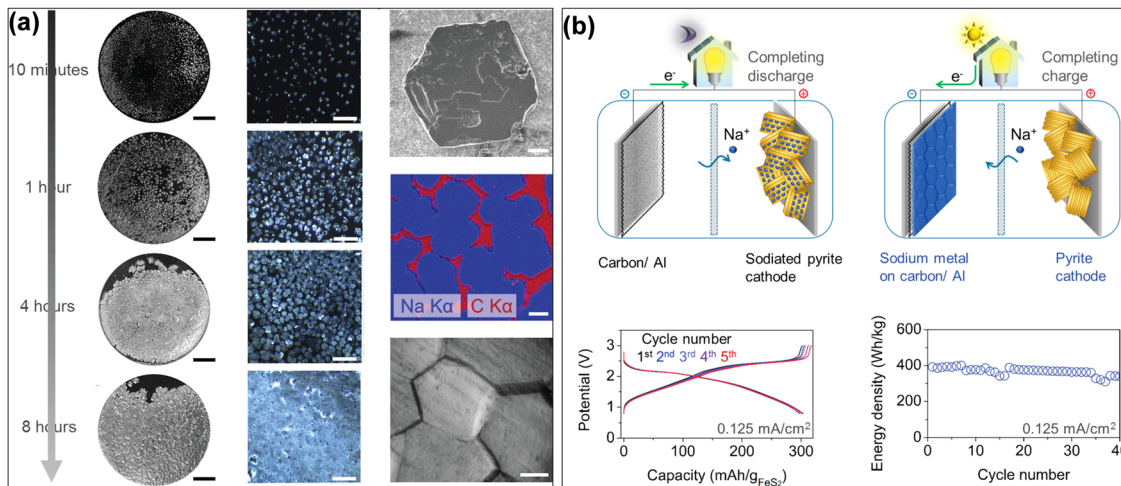 (a)
10 minutes
1 hour
4 hours
8 hours
Na Kα C Kα
(b)
Completing
discharge
e-
Na+
Carbon/ Al
Sodiated pyrite
cathode
Completing
charge
e-
Na+
Sodium metal
on carbon/ Al
Pyrite
cathode
Cycle number
1st 2nd 3rd 4th 5th
0.125 mA/cm2
Potential (V)
3
2
1
0
0 100 200 300
Capacity (mAh/gFeS2)
Energy density (Wh/kg)
600
400
200
0
0.125 mA/cm2
0 10 20 30 40
Cycle number